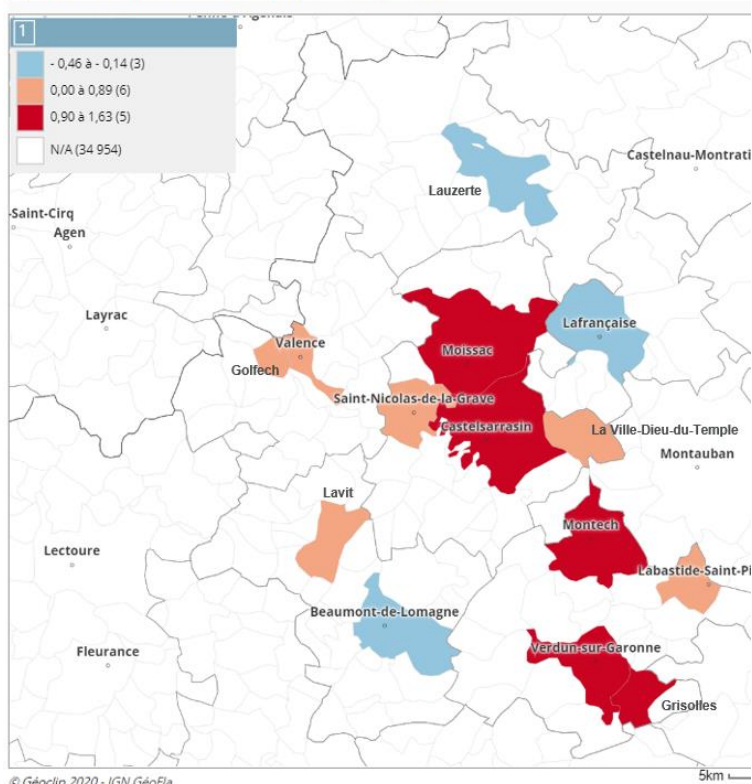 1
- 0,46 à - 0,14 (3)
0,00 à 0,89 (6)
0,90 à 1,63 (5)
N/A (34 954)
Castelnau-Montrati
Lauzerte
-Saint-Cirq
Agen
Layrac
Lafrançaise
Valence
Moissac
Golfech
Saint-Nicolas-de-la-Grave
Castelsarrasin
La Ville-Dieu-du-Temple
Montauban
Lavit
Montech
Lectoure
Labastide-Saint-Pi
Beaumont-de-Lomagne
Fleurance
Verdun-sur-Garonne
Grisolles
5km
© Géoclip 2020 - IGN GéoFla